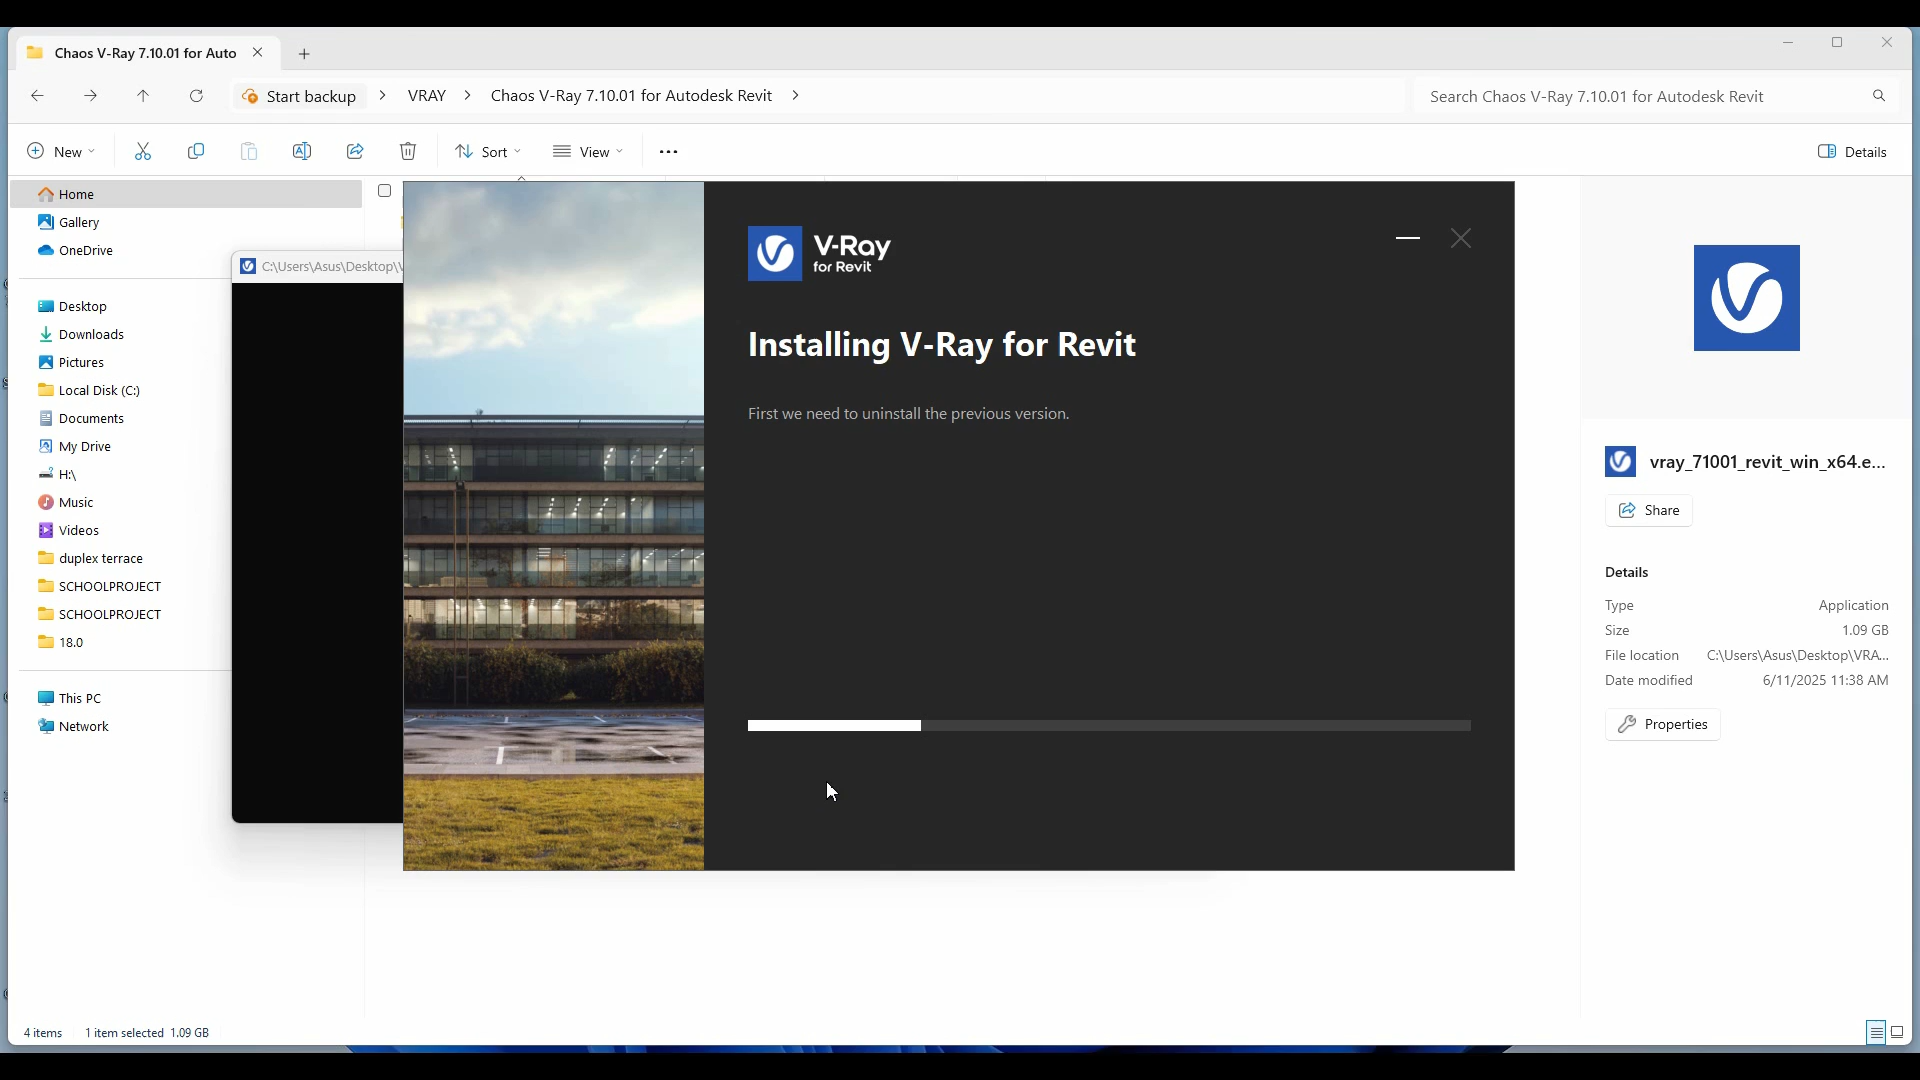 Chaos V-Ray 7.10.01 for Auto
Start backup > VRAY > Chaos V-Ray 7.10.01 for Autodesk Revit >
Search Chaos V-Ray 7.10.01 for Autodesk Revit
New
Sort
View
Details
Home
Gallery
OneDrive
Desktop
Downloads
Pictures
Local Disk (C:)
Documents
My Drive
H:\
Music
Videos
duplex terrace
SCHOOLPROJECT
SCHOOLPROJECT
18.0
This PC
Network
C:\Users\Asus\Desktop\V
V-Ray
for Revit
Installing V-Ray for Revit
First we need to uninstall the previous version.
vray_71001_revit_win_x64.e...
Share
Details
Type Application
Size 1.09 GB
File location C:\Users\Asus\Desktop\VRA...
Date modified 6/11/2025 11:38 AM
Properties
4 items 1 item selected 1.09 GB